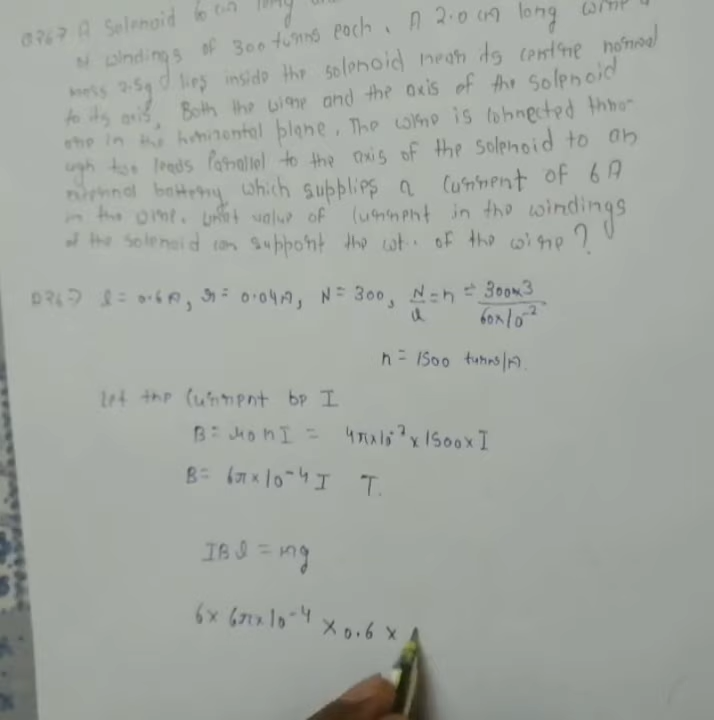 Q267 A Solenoid 60 cm long
of windings of 300 turns each. A 2.0 cm long wire
mass 2.5g lies inside the solenoid near its centre normal
to its axis. Both the wire and the axis of the solenoid
are in the horizontal plane. The wire is connected thro-
ugh two leads parallel to the axis of the solenoid to an
external battery which supplies a current of 6A
in the wire. What value of current in the windings
of the solenoid can support the wt. of the wire?
l = 0.6 m, r = 0.04m, N = 300, N/l = n = 300×3/60×10⁻²
n = 1500 turns/m.
Let the current be I
B = μ0 n I = 4π×10⁻⁷ × 1500 × I
B = 6π × 10⁻⁴ I T.
I B l = mg
6 × 6π × 10⁻⁴ × 0.6 ×